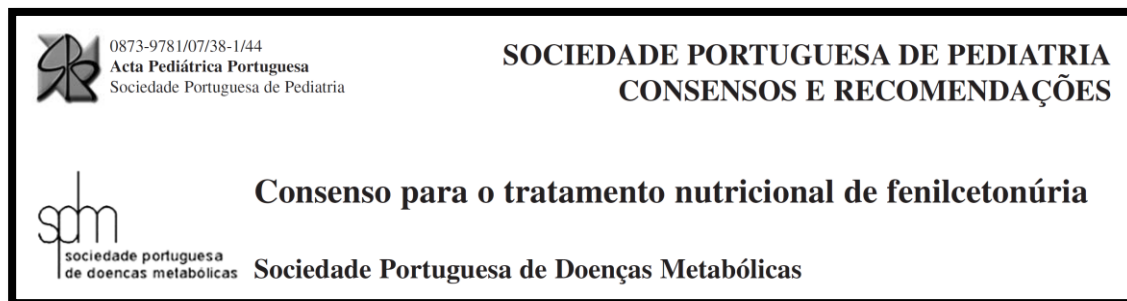 0873-9781/07/38-1/44
Acta Pediátrica Portuguesa
Sociedade Portuguesa de Pediatria
SOCIEDADE PORTUGUESA DE PEDIATRIA
CONSENSOS E RECOMENDAÇÕES
Consenso para o tratamento nutricional de fenilcetonúria
spdm
sociedade portuguesa
de doencas metabólicas
Sociedade Portuguesa de Doenças Metabólicas